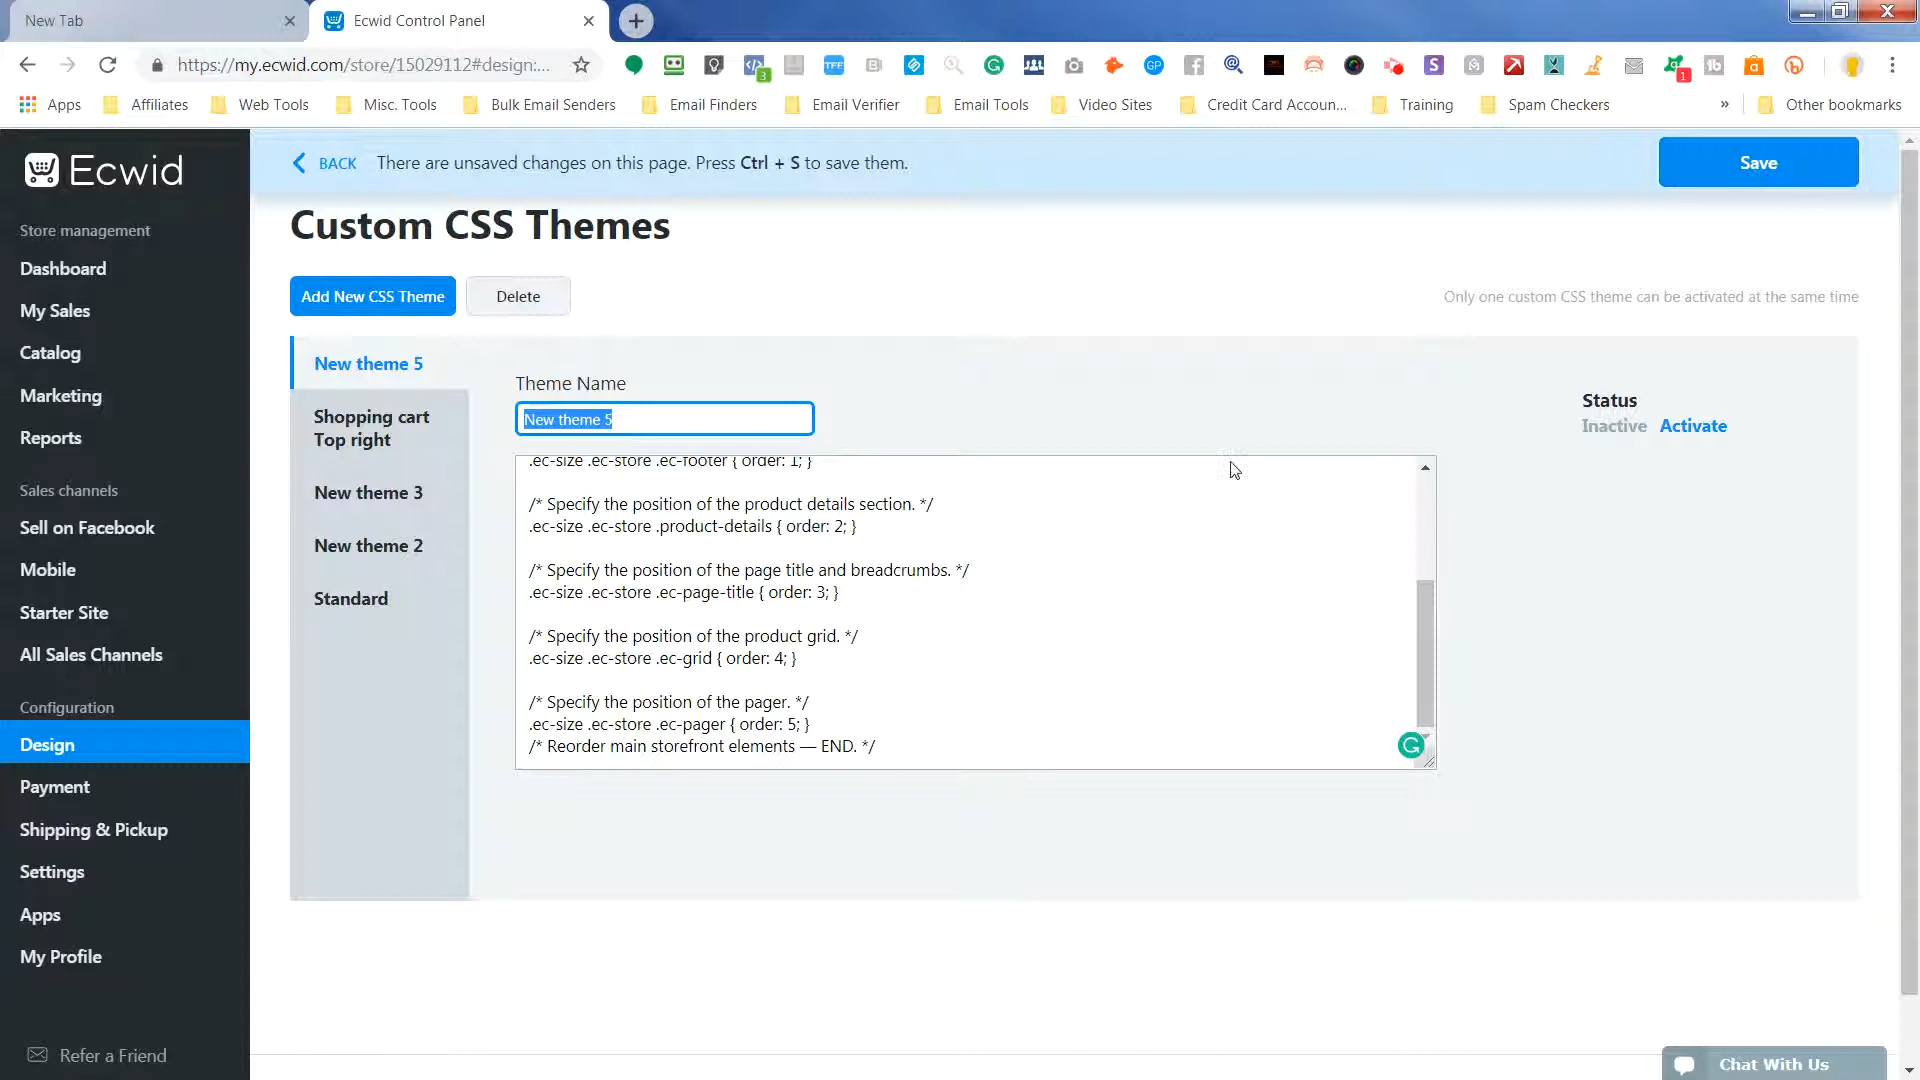 New Tab
Ecwid Control Panel
https://my.ecwid.com/store/15029112#design:...
3
TFF
GP
1
Apps
Affiliates
Web Tools
Misc. Tools
Bulk Email Senders
Email Finders
Email Verifier
Email Tools
Video Sites
Credit Card Accoun...
Training
Spam Checkers
»
Other bookmarks
Ecwid
BACK
There are unsaved changes on this page. Press Ctrl + S to save them.
Save
Custom CSS Themes
Add New CSS Theme
Delete
Only one custom CSS theme can be activated at the same time
Store management
Dashboard
My Sales
Catalog
Marketing
Reports
Sales channels
Sell on Facebook
Mobile
Starter Site
All Sales Channels
Configuration
Design
Payment
Shipping & Pickup
Settings
Apps
My Profile
Refer a Friend
New theme 5
Shopping cart
Top right
New theme 3
New theme 2
Standard
Theme Name
New theme 5
Status
Inactive Activate
.ec-size .ec-store .ec-footer { order: 1; }
/* Specify the position of the product details section. */
.ec-size .ec-store .product-details { order: 2; }
/* Specify the position of the page title and breadcrumbs. */
.ec-size .ec-store .ec-page-title { order: 3; }
/* Specify the position of the product grid. */
.ec-size .ec-store .ec-grid { order: 4; }
/* Specify the position of the pager. */
.ec-size .ec-store .ec-pager { order: 5; }
/* Reorder main storefront elements — END. */
Chat With Us